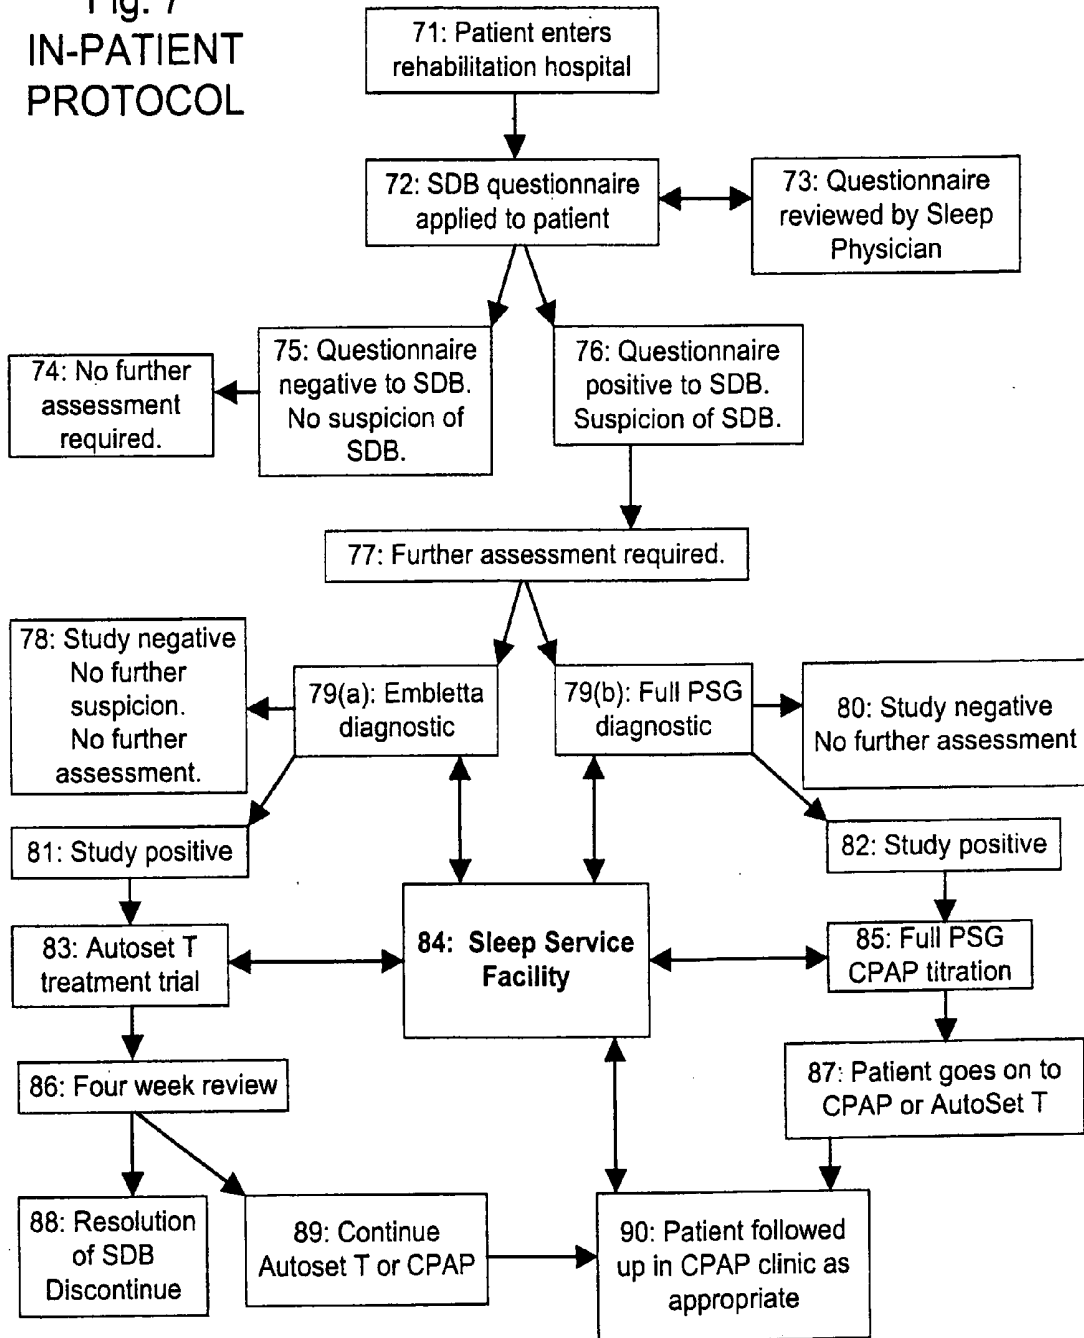 Fig. 7
IN-PATIENT
PROTOCOL
71: Patient enters
rehabilitation hospital
72: SDB questionnaire
applied to patient
73: Questionnaire
reviewed by Sleep
Physician
74: No further
assessment
required.
75: Questionnaire
negative to SDB.
No suspicion of
SDB.
76: Questionnaire
positive to SDB.
Suspicion of SDB.
77: Further assessment required.
78: Study negative
No further
suspicion.
No further
assessment.
79(a): Embletta
diagnostic
79(b): Full PSG
diagnostic
80: Study negative
No further assessment
81: Study positive
82: Study positive
83: Autoset T
treatment trial
84: Sleep Service
Facility
85: Full PSG
CPAP titration
86: Four week review
87: Patient goes on to
CPAP or AutoSet T
88: Resolution
of SDB
Discontinue
89: Continue
Autoset T or CPAP
90: Patient followed
up in CPAP clinic as
appropriate